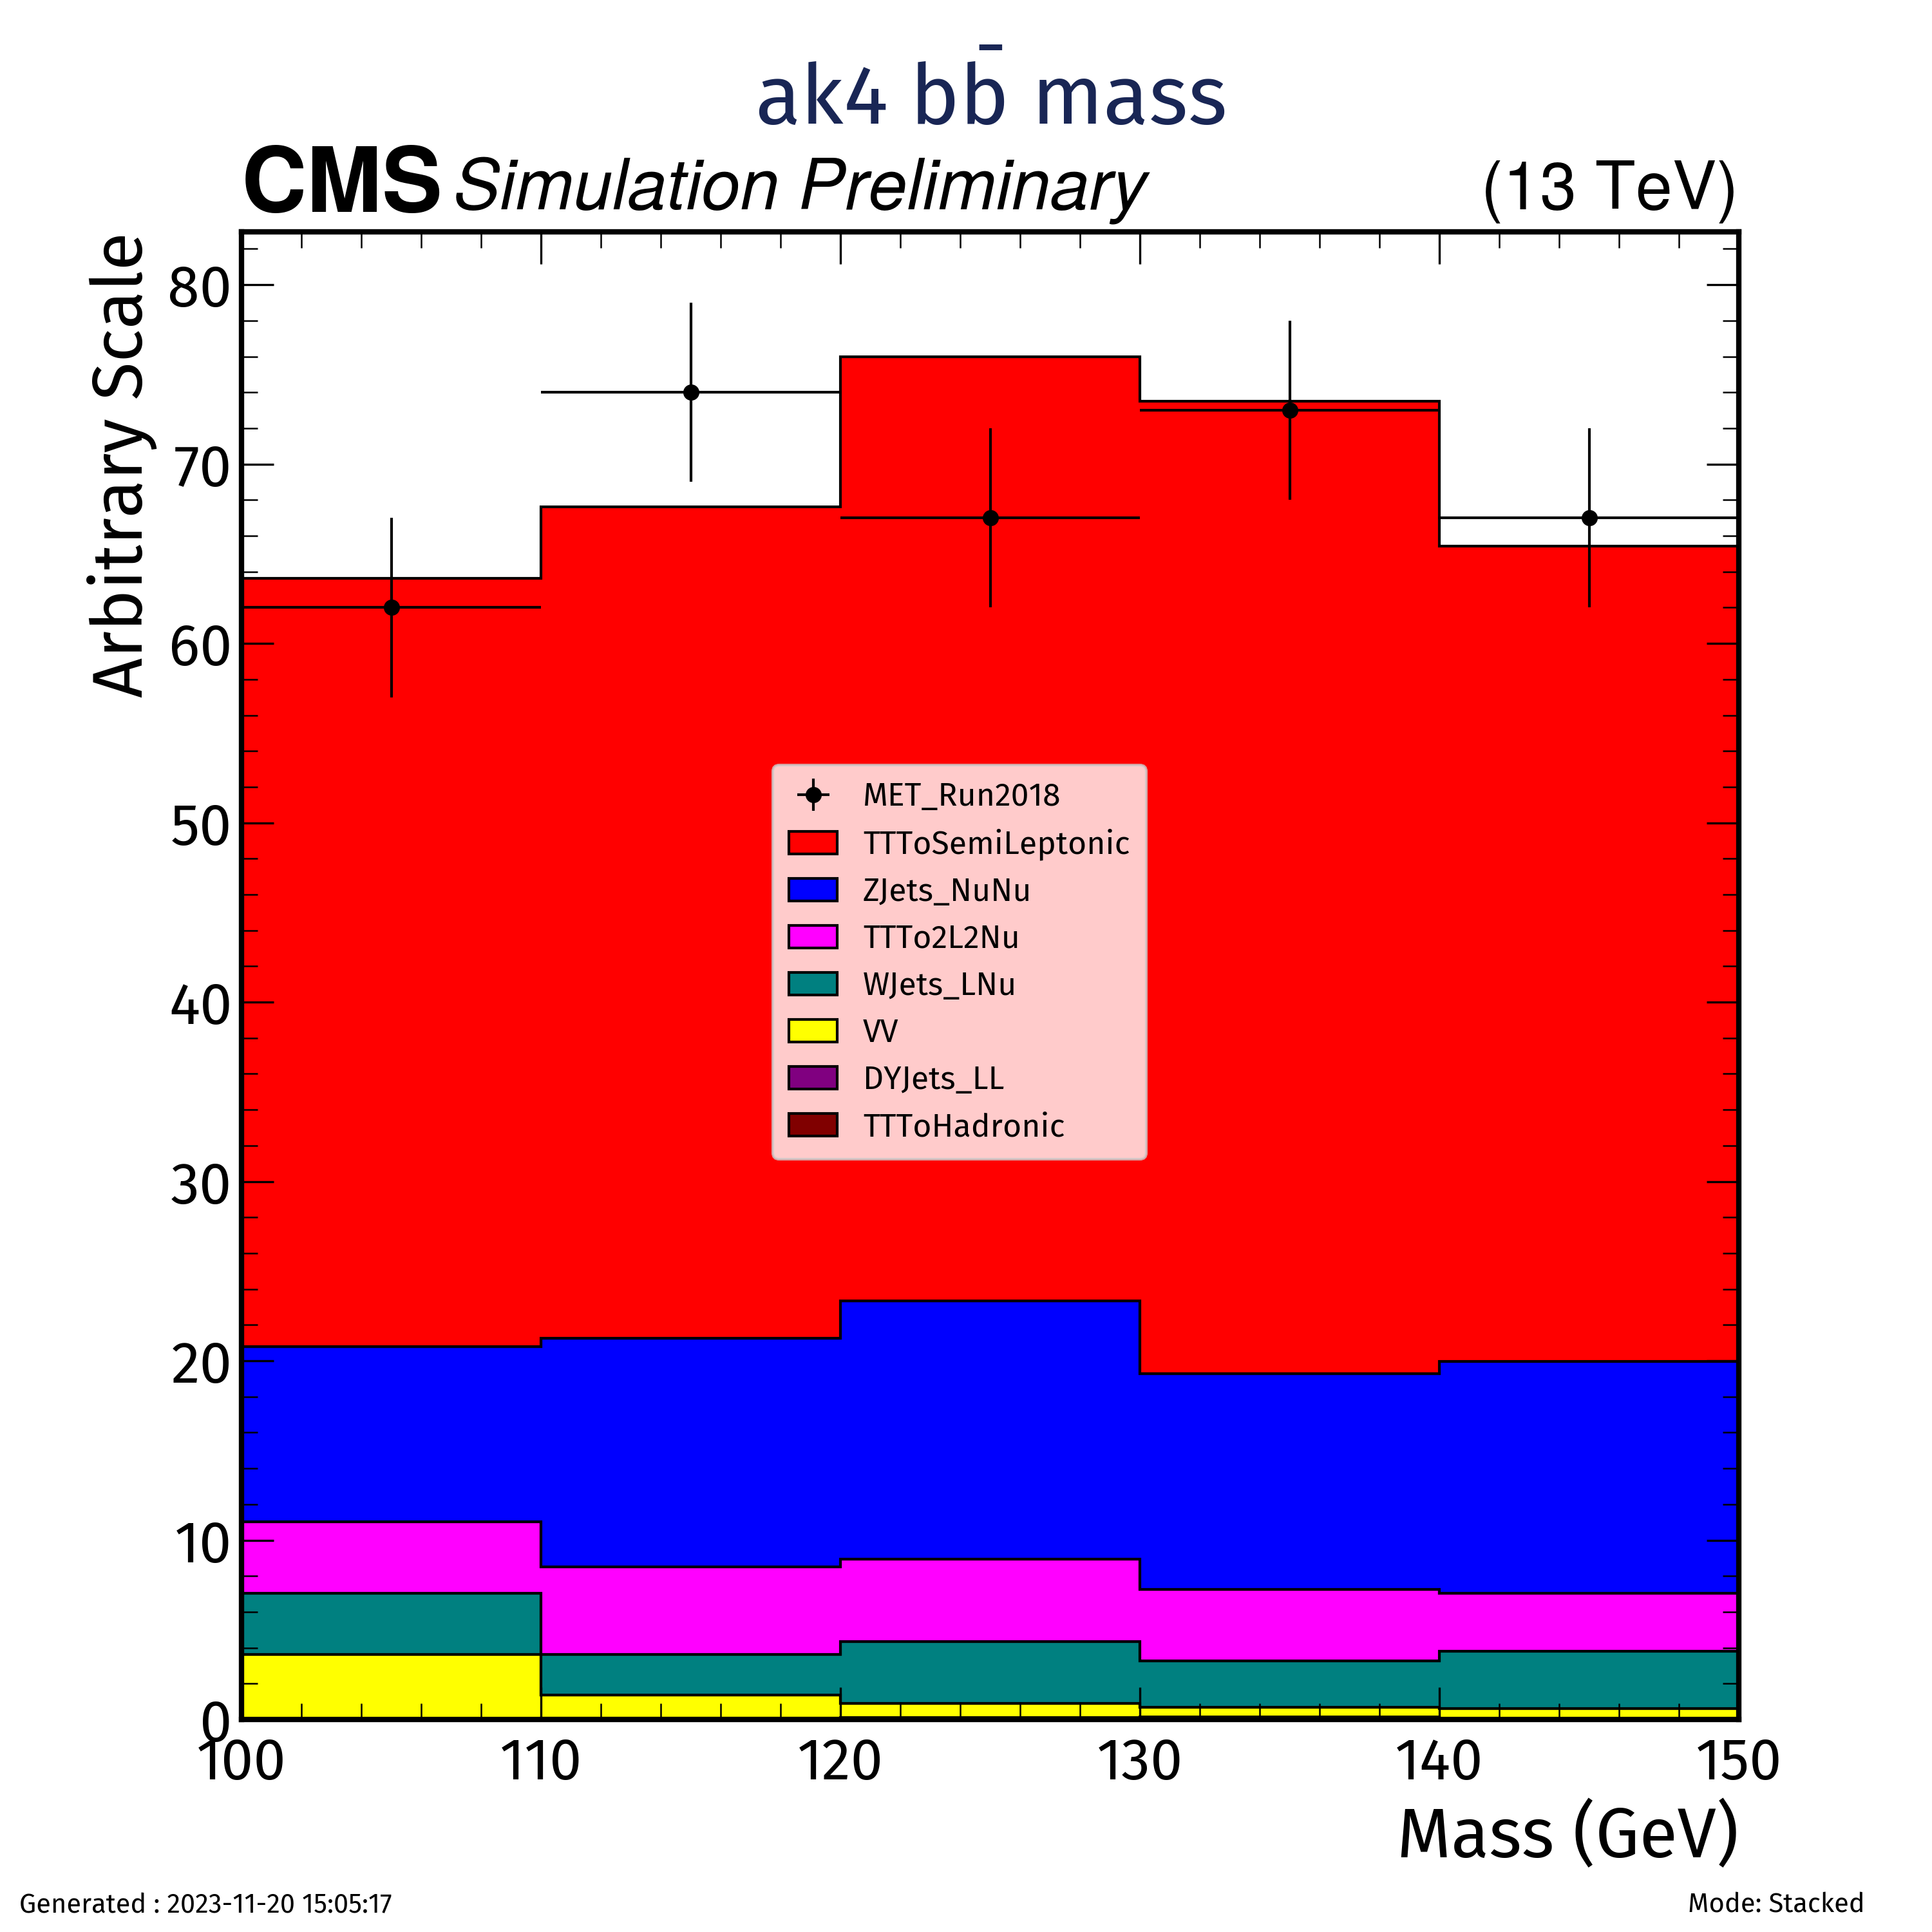 ak4 bb̄ mass
CMS Simulation Preliminary (13 TeV)
Arbitrary Scale
80
70
60
50
40
30
20
10
0
MET_Run2018
TTToSemiLeptonic
ZJets_NuNu
TTTo2L2Nu
WJets_LNu
VV
DYJets_LL
TTToHadronic
100 110 120 130 140 150
Mass (GeV)
Generated : 2023-11-20 15:05:17
Mode: Stacked